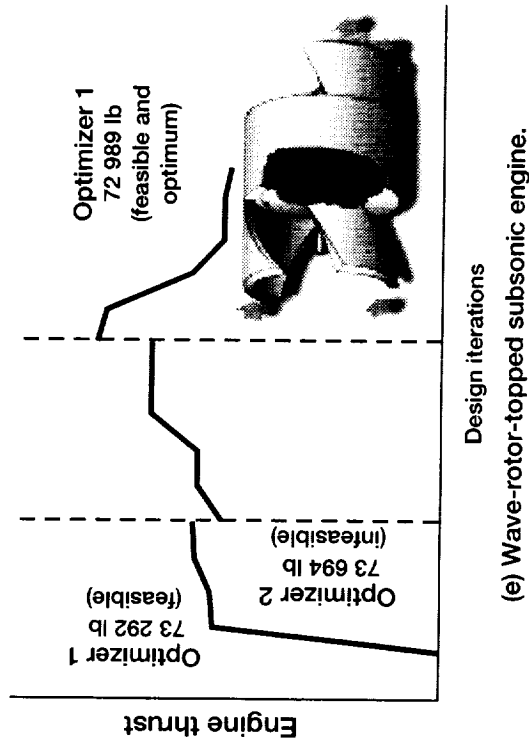 Engine thrust
Optimizer 1
73 292 lb
(feasible)
Optimizer 2
73 694 lb
(infeasible)
Optimizer 1
72 989 lb
(feasible and
optimum)
Design iterations
(e) Wave-rotor-topped subsonic engine.